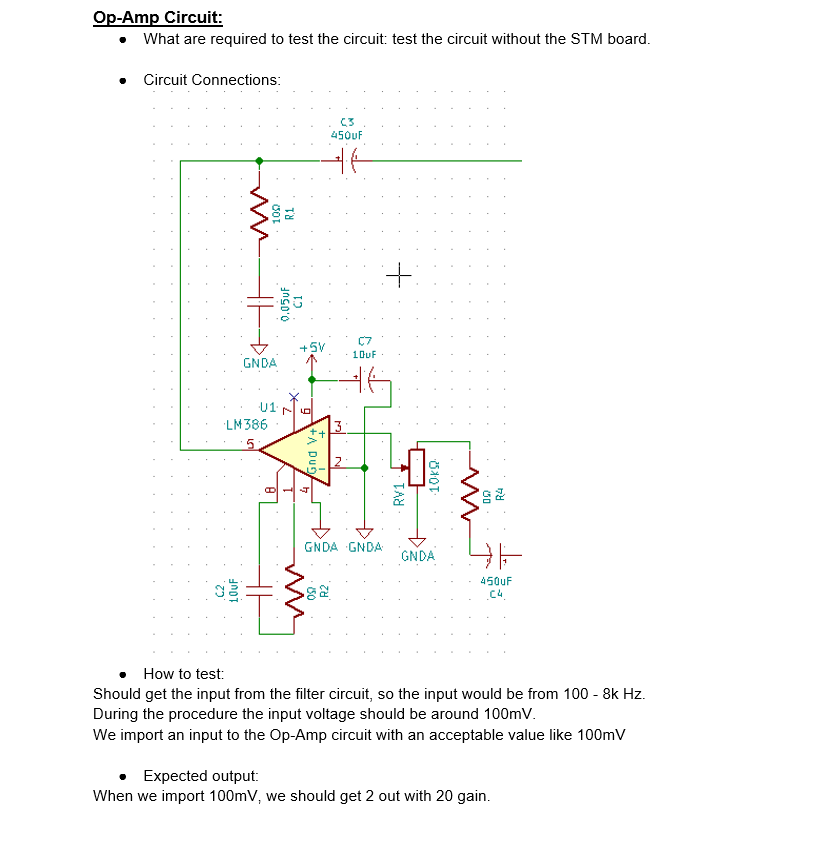 Op-Amp Circuit:
● What are required to test the circuit: test the circuit without the STM board.
● Circuit Connections:
C3
450uF
10Ω
R1
0.05uF
C1
GNDA
+5V
C7
10uF
U1
LM386
7
6
5
3
2
V+
Gnd
+
-
8
1
4
RV1
10kΩ
0Ω
R4
GNDA
GNDA
GNDA
C2
10uF
0Ω
R2
450uF
C4
● How to test:
Should get the input from the filter circuit, so the input would be from 100 - 8k Hz.
During the procedure the input voltage should be around 100mV.
We import an input to the Op-Amp circuit with an acceptable value like 100mV
● Expected output:
When we import 100mV, we should get 2 out with 20 gain.